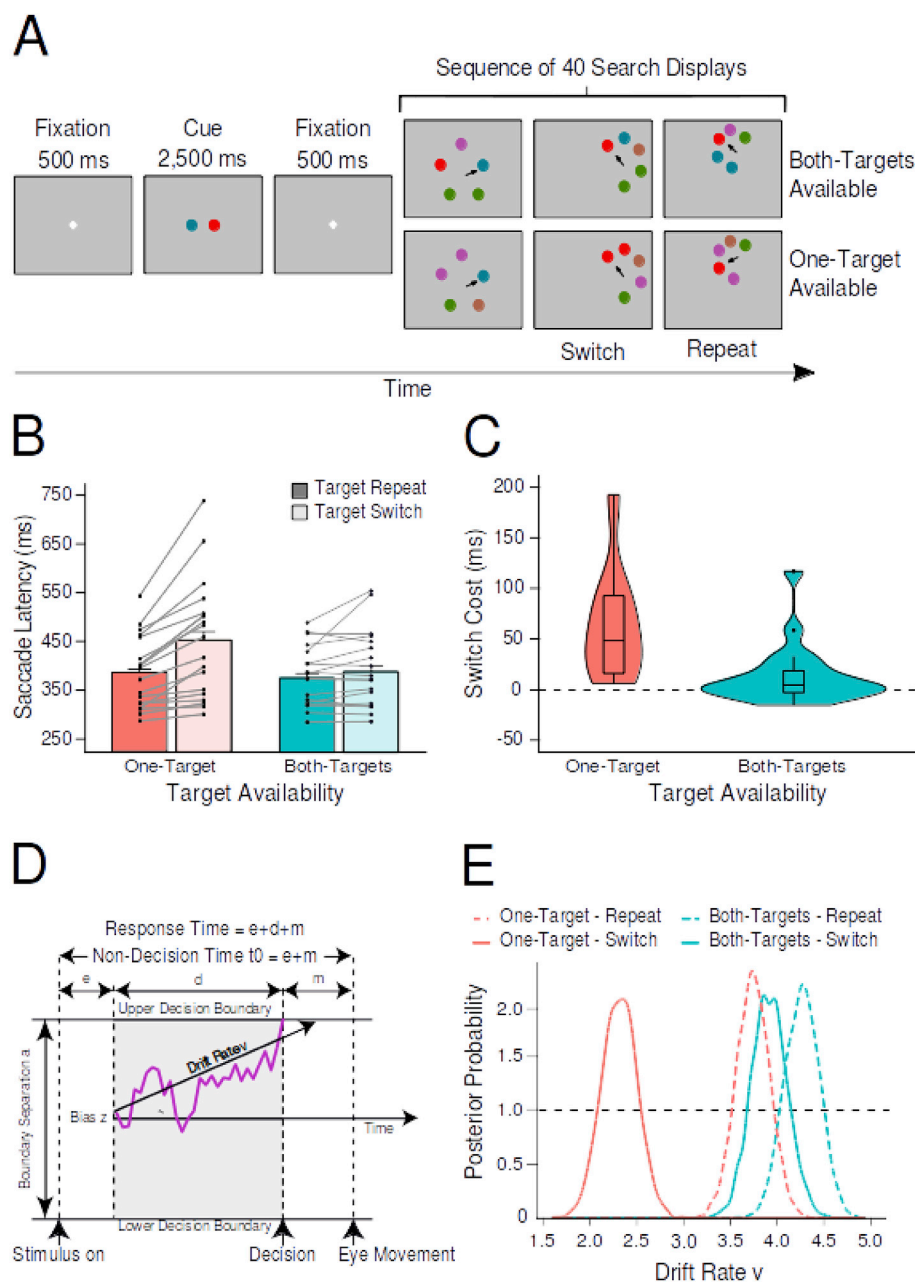 A
Sequence of 40 Search Displays
Fixation
500 ms
Cue
2,500 ms
Fixation
500 ms
Both-Targets
Available
One-Target
Available
Switch
Repeat
Time
B
Saccade Latency (ms)
750
650
550
450
350
250
Target Repeat
Target Switch
One-Target
Both-Targets
Target Availability
C
Switch Cost (ms)
200
150
100
50
0
-50
One-Target
Both-Targets
Target Availability
D
Response Time = e+d+m
Non-Decision Time t0 = e+m
e
d
m
Upper Decision Boundary
Drift Rate v
Boundary Separation a
Bias z
Time
Lower Decision Boundary
Stimulus on
Decision
Eye Movement
E
One-Target - Repeat
Both-Targets - Repeat
One-Target - Switch
Both-Targets - Switch
Posterior Probability
2.0
1.5
1.0
0.5
0
1.5 2.0 2.5 3.0 3.5 4.0 4.5 5.0
Drift Rate v